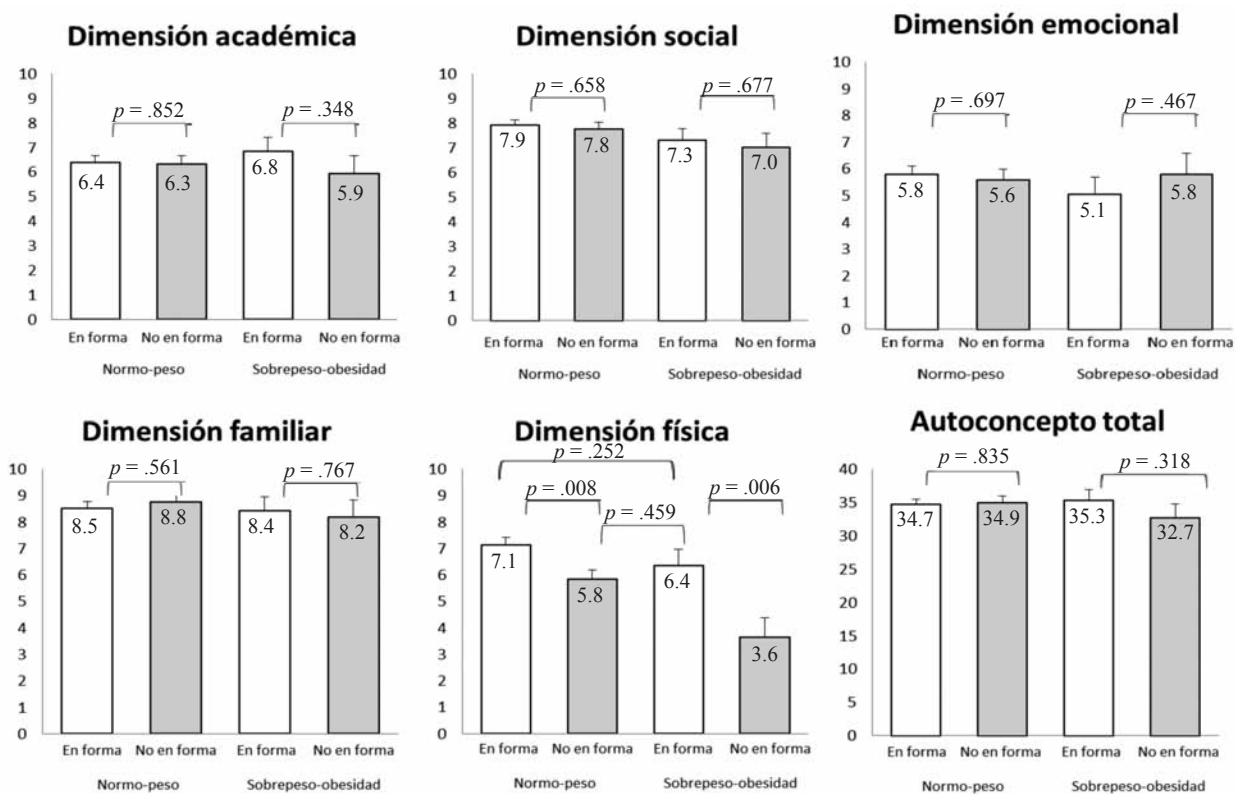 Dimensión académica
10
9
8
7
6
5
4
3
2
1
0
p = .852
p = .348
6.4
6.3
6.8
5.9
En forma No en forma En forma No en forma
Normo-peso Sobrepeso-obesidad
Dimensión social
10
9
8
7
6
5
4
3
2
1
0
p = .658
p = .677
7.9
7.8
7.3
7.0
En forma No en forma En forma No en forma
Normo-peso Sobrepeso-obesidad
Dimensión emocional
10
9
8
7
6
5
4
3
2
1
0
p = .697
p = .467
5.8
5.6
5.1
5.8
En forma No en forma En forma No en forma
Normo-peso Sobrepeso-obesidad
Dimensión familiar
10
9
8
7
6
5
4
3
2
1
0
p = .561
p = .767
8.5
8.8
8.4
8.2
En forma No en forma En forma No en forma
Normo-peso Sobrepeso-obesidad
Dimensión física
10
9
8
7
6
5
4
3
2
1
0
p = .252
p = .008
p = .006
p = .459
7.1
5.8
6.4
3.6
En forma No en forma En forma No en forma
Normo-peso Sobrepeso-obesidad
Autoconcepto total
40
35
30
25
20
15
10
5
0
p = .835
p = .318
34.7
34.9
35.3
32.7
En forma No en forma En forma No en forma
Normo-peso Sobrepeso-obesidad